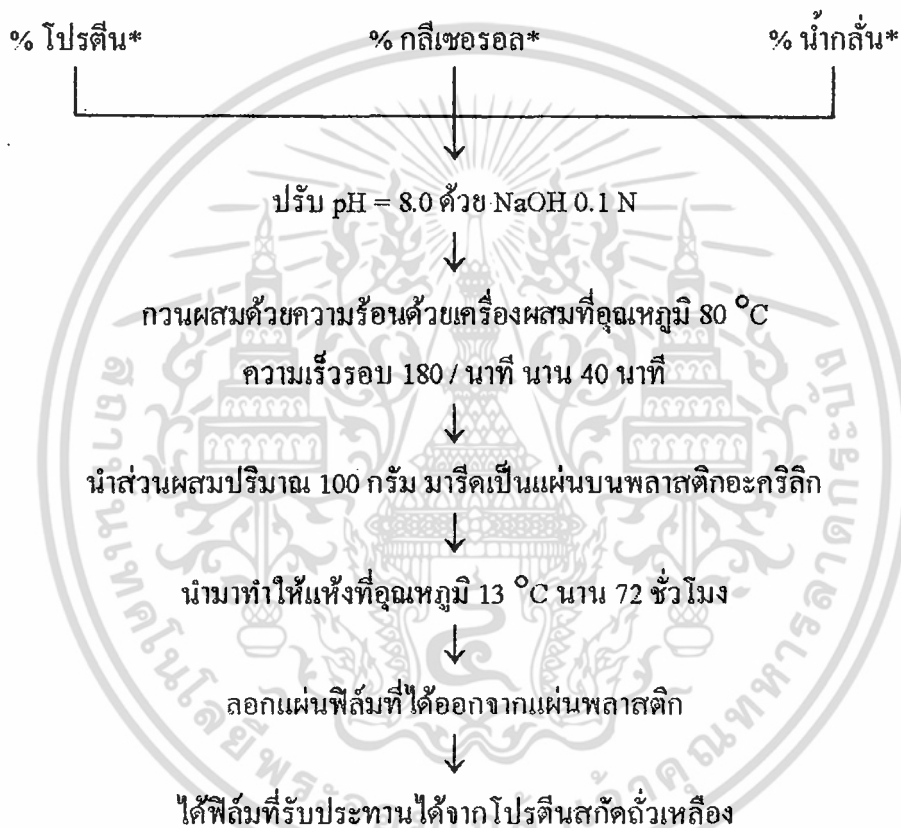 % โปรตีน* % กลีเซอรอล* % น้ำกลั่น*
ปรับ pH = 8.0 ด้วย NaOH 0.1 N
กวนผสมด้วยความร้อนด้วยเครื่องผสมที่อุณหภูมิ 80 °C
ความเร็วรอบ 180 / นาที นาน 40 นาที
นำส่วนผสมปริมาณ 100 กรัม มารีดเป็นแผ่นบนพลาสติกอะคริลิก
นำมาทำให้แห้งที่อุณหภูมิ 13 °C นาน 72 ชั่วโมง
ลอกแผ่นฟิล์มที่ได้ออกจากแผ่นพลาสติก
ได้ฟิล์มที่รับประทานได้จากโปรตีนสกัดถั่วเหลือง